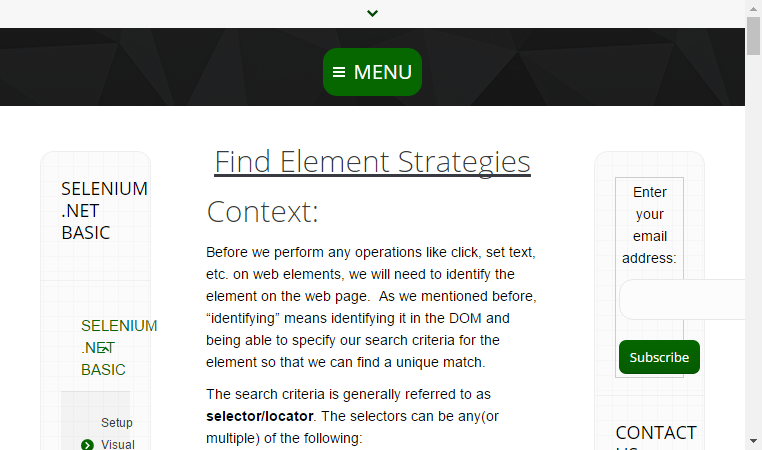 MENU
SELENIUM
.NET
BASIC
SELENIUM
.NET
BASIC
Setup
Visual
Find Element Strategies
Context:
Before we perform any operations like click, set text,
etc. on web elements, we will need to identify the
element on the web page.  As we mentioned before,
“identifying” means identifying it in the DOM and
being able to specify our search criteria for the
element so that we can find a unique match.
The search criteria is generally referred to as
selector/locator. The selectors can be any(or
multiple) of the following:
Enter
your
email
address:
Subscribe
CONTACT
US